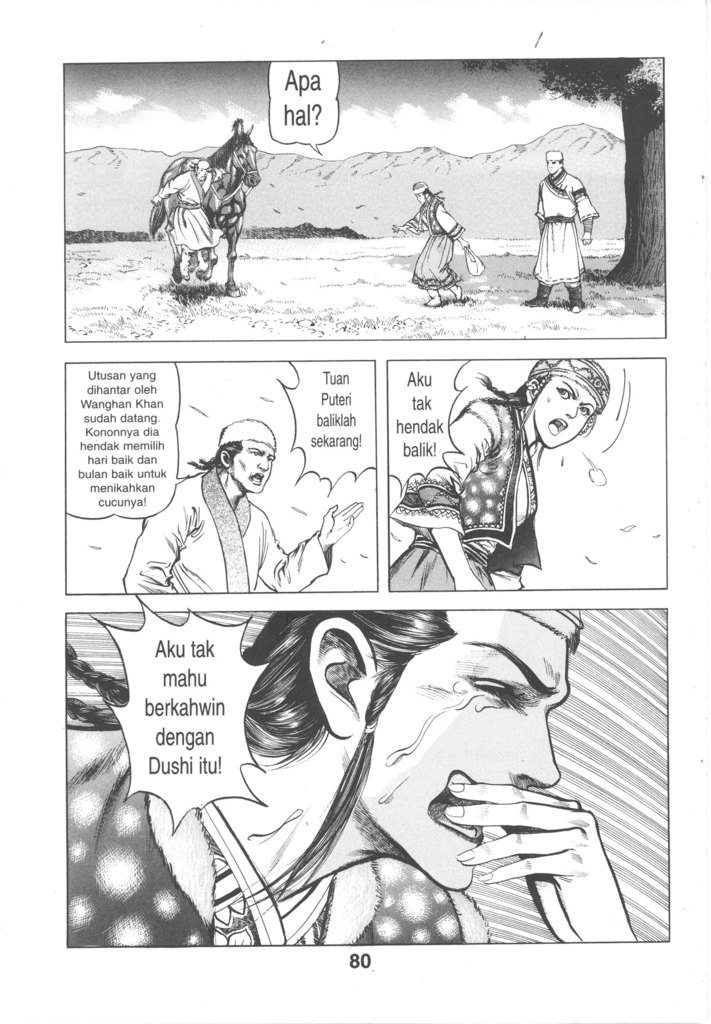 Apa
hal?
Utusan yang
dihantar oleh
Wanghan Khan
sudah datang.
Kononnya dia
hendak memilih
hari baik dan
bulan baik untuk
menikahkan
cucunya!
Tuan
Puteri
baliklah
sekarang!
Aku
tak
hendak
balik!
Aku tak
mahu
berkahwin
dengan
Dushi itu!
80